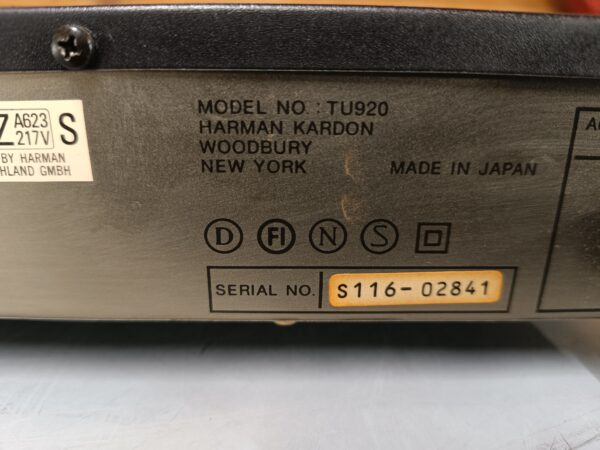 Z A623
217V S
BY HARMAN
HLAND GMBH
MODEL NO : TU920
HARMAN KARDON
WOODBURY
NEW YORK MADE IN JAPAN
D FI N S
SERIAL NO. S116-02841
A